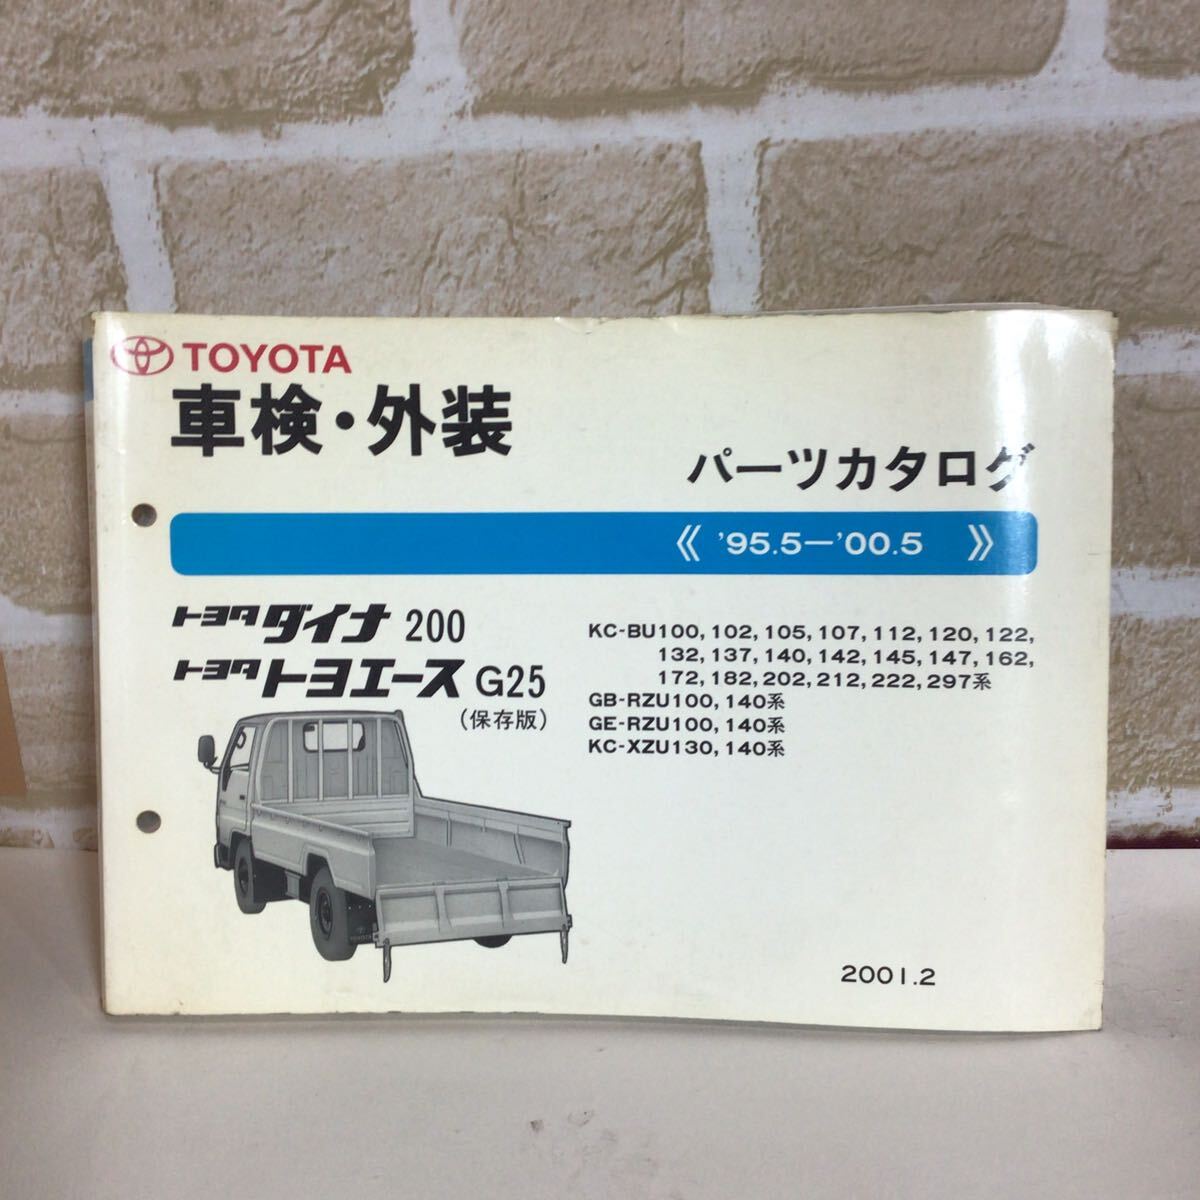 TOYOTA
車検・外装
パーツカタログ
《 '95.5—'00.5 》
トヨタ ダイナ 200
トヨタ トヨエース G25
(保存版)
KC-BU100, 102, 105, 107, 112, 120, 122,
132, 137, 140, 142, 145, 147, 162,
172, 182, 202, 212, 222, 297系
GB-RZU100, 140系
GE-RZU100, 140系
KC-XZU130, 140系
TOYOTA
2001.2